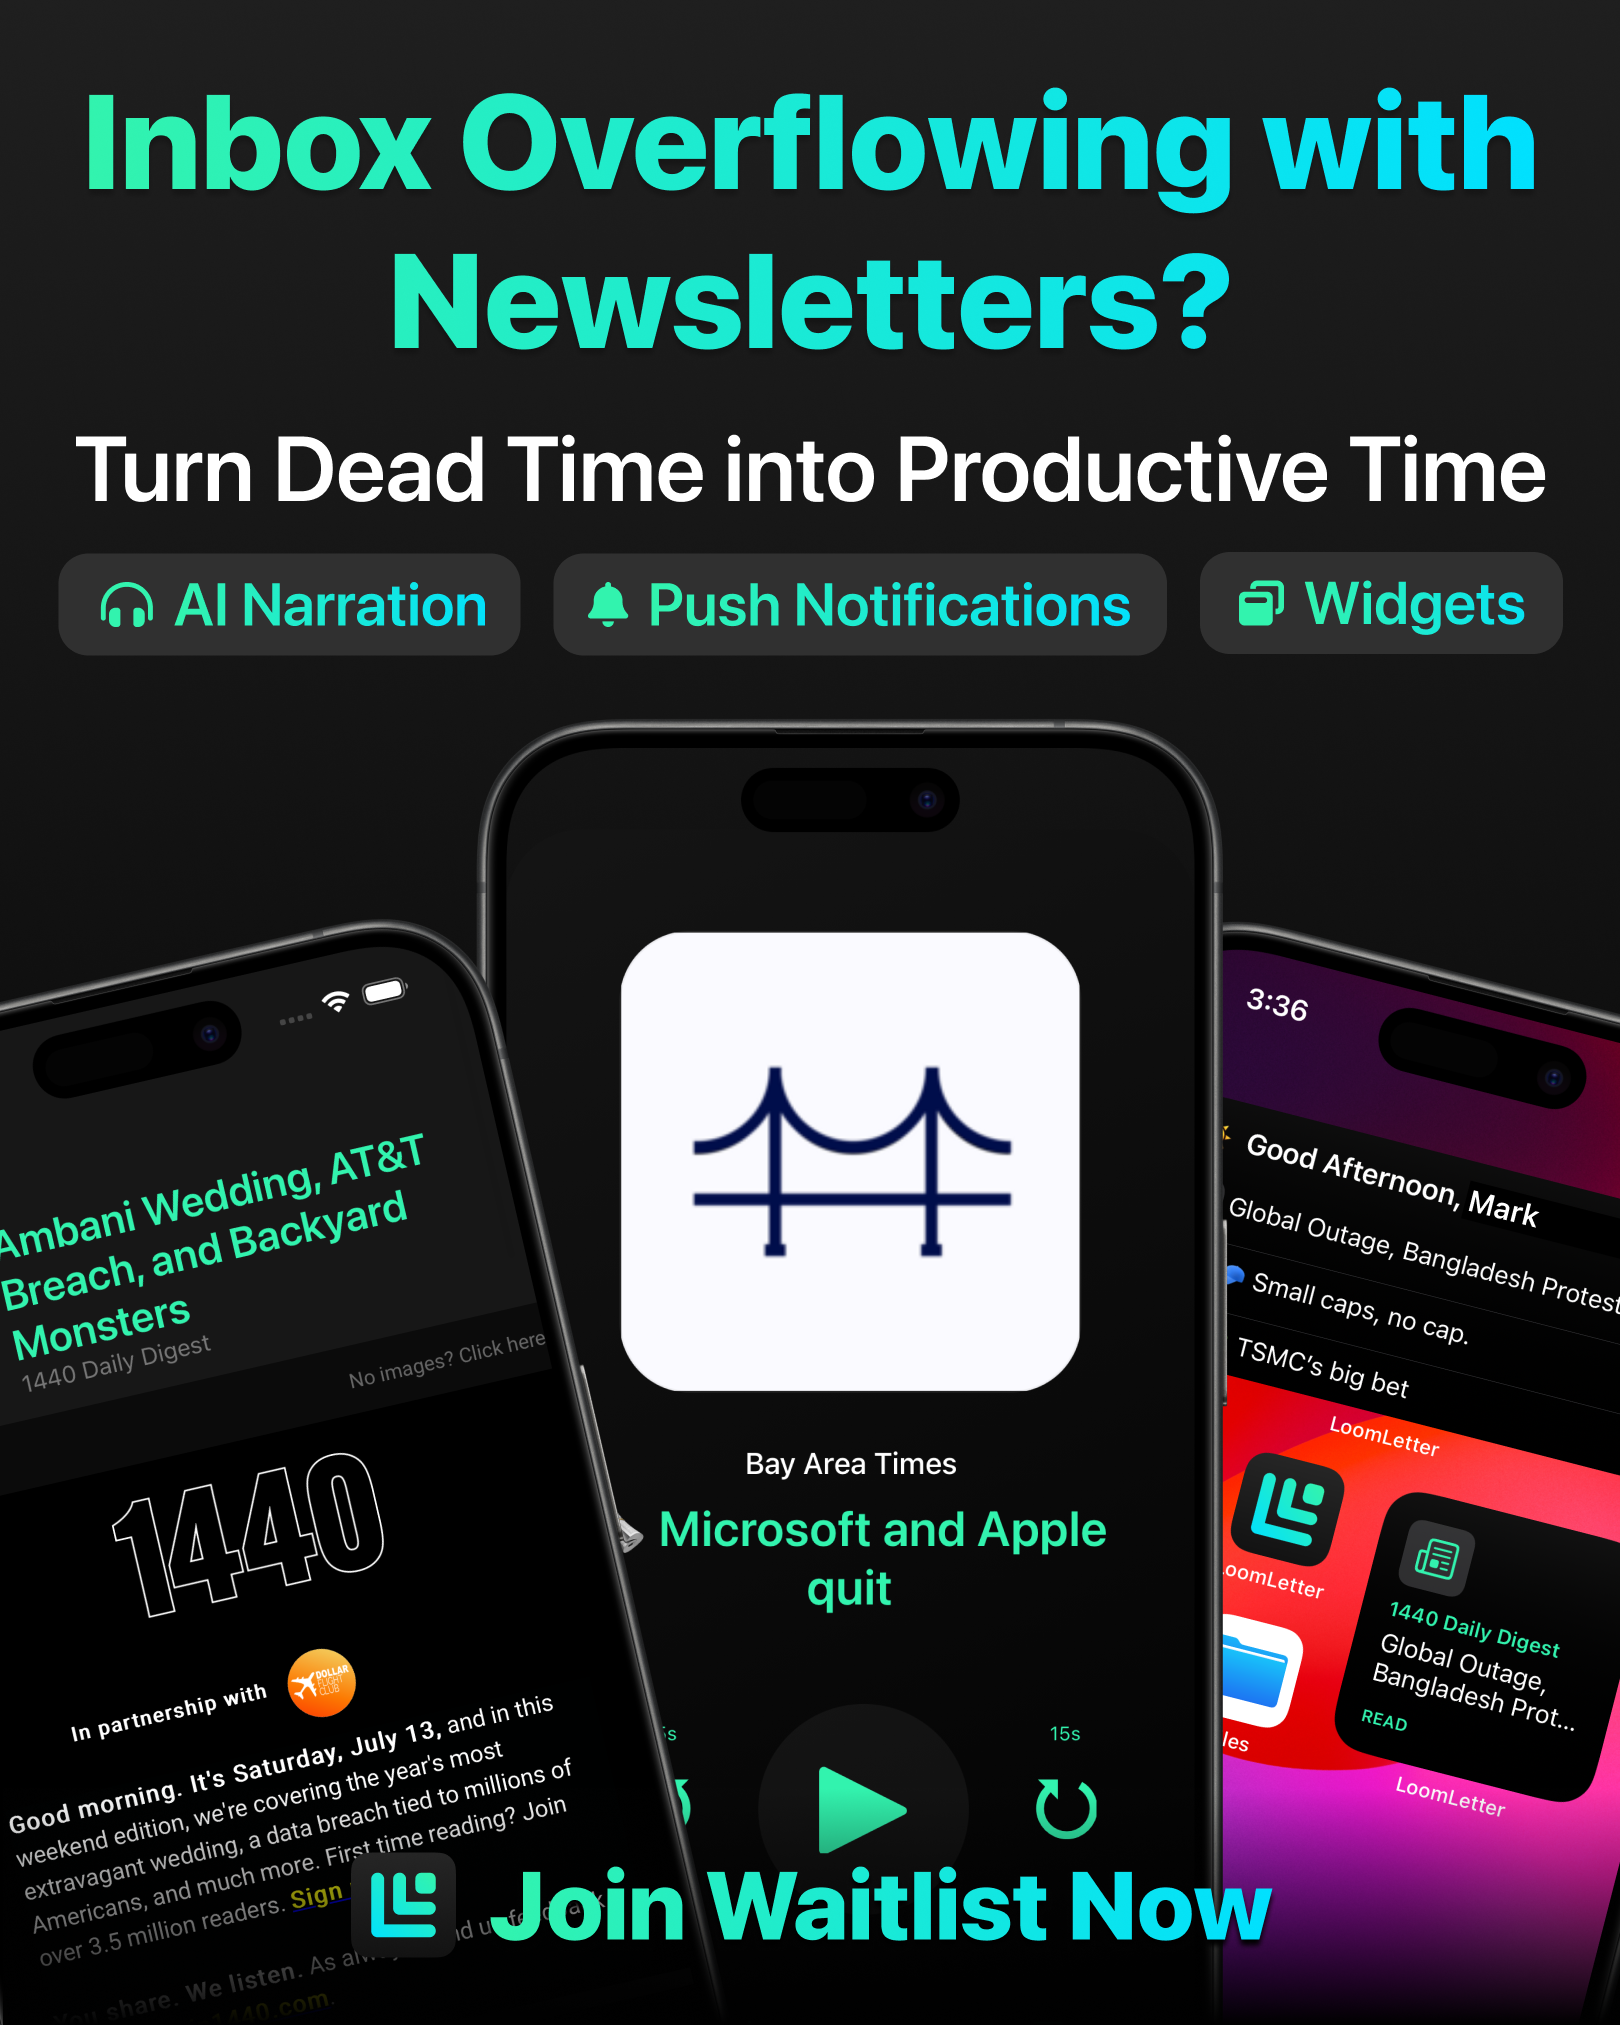 Inbox Overflowing with
Newsletters?
Turn Dead Time into Productive Time
AI Narration
Push Notifications
Widgets
Ambani Wedding, AT&T
Breach, and Backyard
Monsters
1440 Daily Digest
No images? Click here
1440
In partnership with
DOLLAR
FLIGHT
CLUB
Good morning. It's Saturday, July 13, and in this
weekend edition, we're covering the year's most
extravagant wedding, a data breach tied to millions of
Americans, and much more. First time reading? Join
over 3.5 million readers. Sign
You share. We listen. As
1440.com.
Bay Area Times
Microsoft and Apple
quit
15s
3:36
Good Afternoon, Mark
Global Outage, Bangladesh Protest
Small caps, no cap.
TSMC's big bet
LoomLetter
LoomLetter
1440 Daily Digest
Global Outage,
Bangladesh Prot...
READ
LoomLetter
Join Waitlist Now